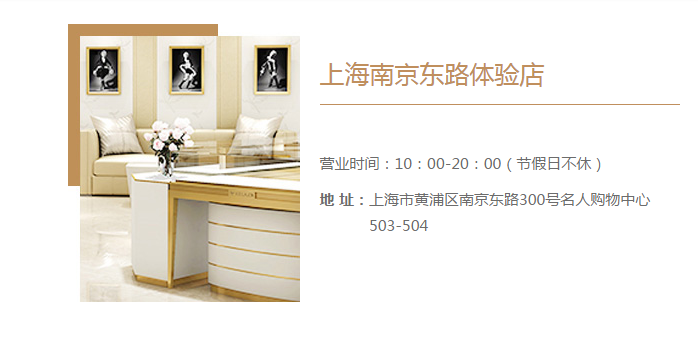 上海南京东路体验店
营业时间：10：00-20：00（节假日不休）
地 址：上海市黄浦区南京东路300号名人购物中心
503-504